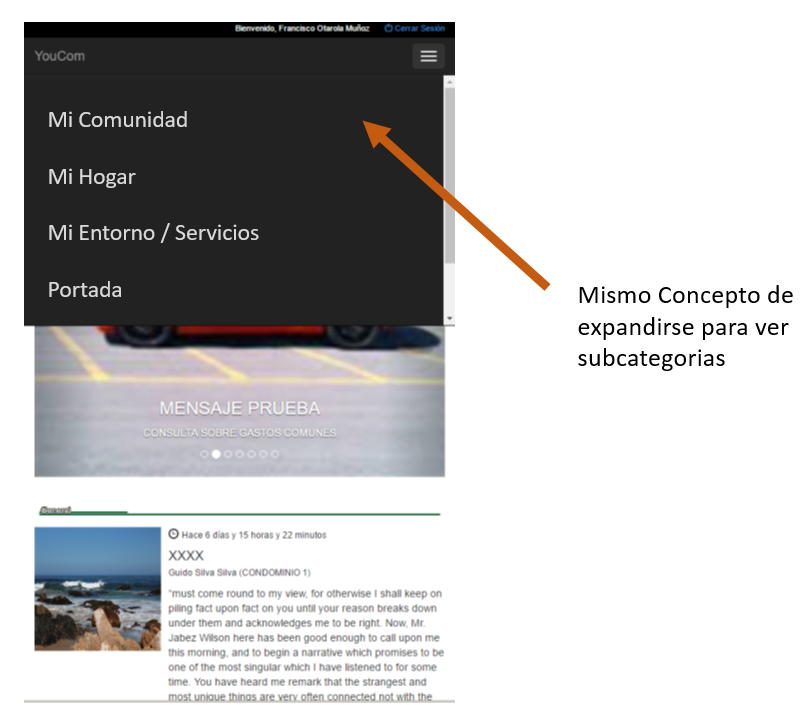 Bienvenido, Francisco Otarola Muñoz Cerrar Sesión
YouCom
Mi Comunidad
Mi Hogar
Mi Entorno / Servicios
Portada
Mismo Concepto de
expandirse para ver
subcategorias
MENSAJE PRUEBA
CONSULTA SOBRE GASTOS COMUNES
General
Hace 6 días y 15 horas y 22 minutos
XXXX
Guido Silva Silva (CONDOMINIO 1)
"must come round to my view, for otherwise I shall keep on
piling fact upon fact on you until your reason breaks down
under them and acknowledges me to be right. Now, Mr.
Jabez Wilson here has been good enough to call upon me
this morning, and to begin a narrative which promises to be
one of the most singular which I have listened to for some
time. You have heard me remark that the strangest and
most unique things are very often connected not with the